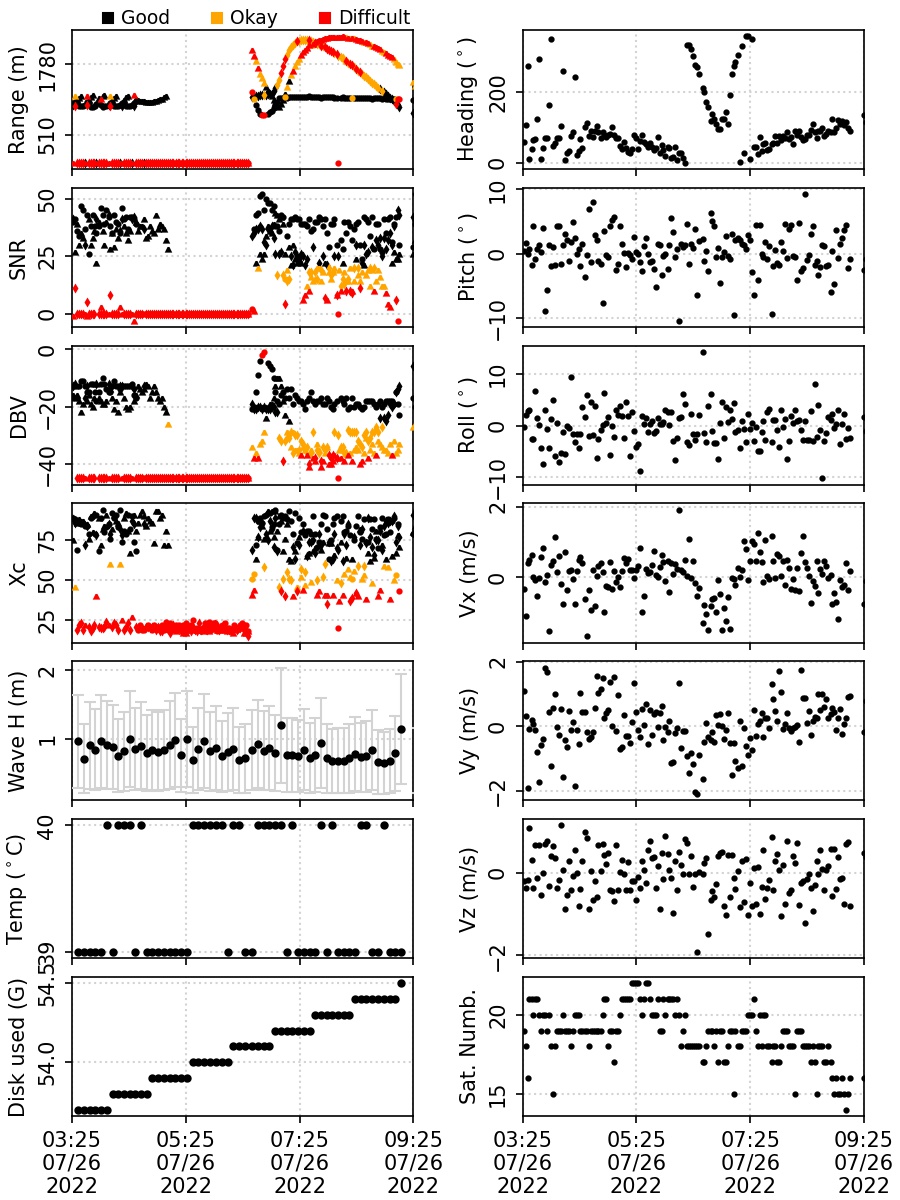 Good Okay Difficult
Range (m)
1780
510
Heading (°)
200
0
SNR
50
25
0
Pitch (°)
10
0
−10
DBV
0
−20
−40
Roll (°)
10
0
−10
Xc
75
50
25
Vx (m/s)
2
0
Wave H (m)
2
1
Vy (m/s)
2
0
−2
Temp (°C)
40
39
Vz (m/s)
0
−2
Disk used (G)
54.5
54.0
Sat. Numb.
20
15
03:25 05:25 07:25 09:25
07/26 07/26 07/26 07/26
2022 2022 2022 2022
03:25 05:25 07:25 09:25
07/26 07/26 07/26 07/26
2022 2022 2022 2022